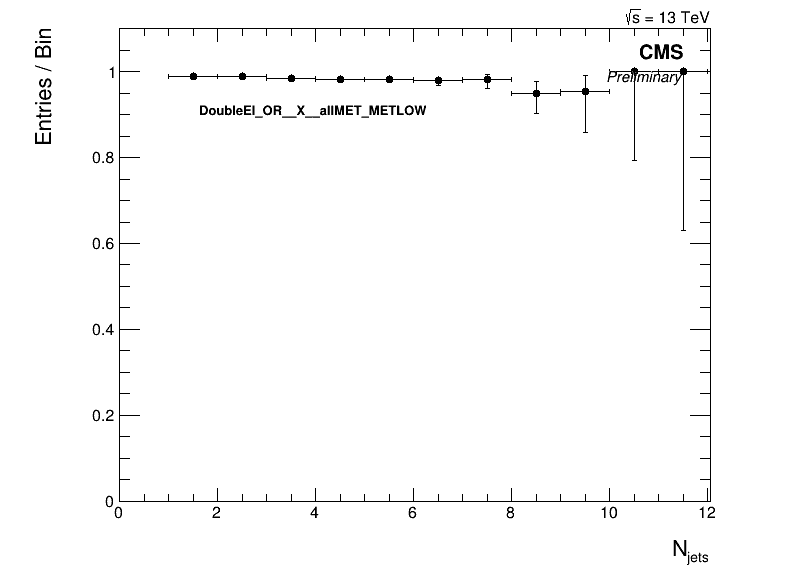 √s = 13 TeV
CMS
Preliminary
Entries / Bin
DoubleEl_OR__X__allMET_METLOW
1
0.8
0.6
0.4
0.2
0
0 2 4 6 8 10 12
N_jets